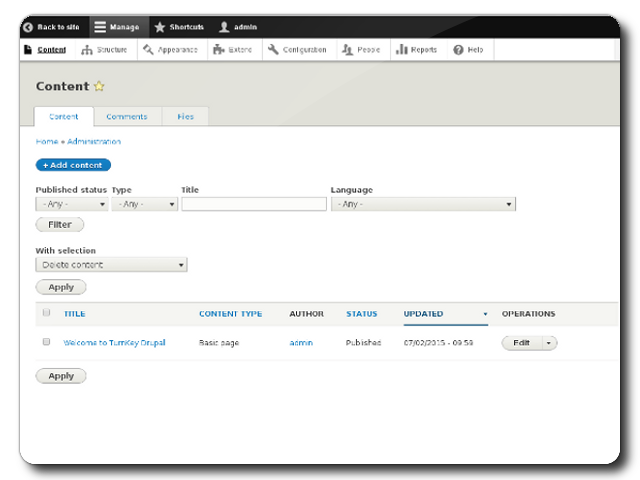 Back to site Manage Shortcuts admin
Content Structure Appearance Extend Configuration People Reports Help
Content
Content Comments Files
Home » Administration
+ Add content
Published status Type Title Language
- Any - - Any - - Any -
Filter
With selection
Delete content
Apply
TITLE CONTENT TYPE AUTHOR STATUS UPDATED OPERATIONS
Welcome to TurnKey Drupal Basic page admin Published 07/02/2015 - 09:59 Edit
Apply